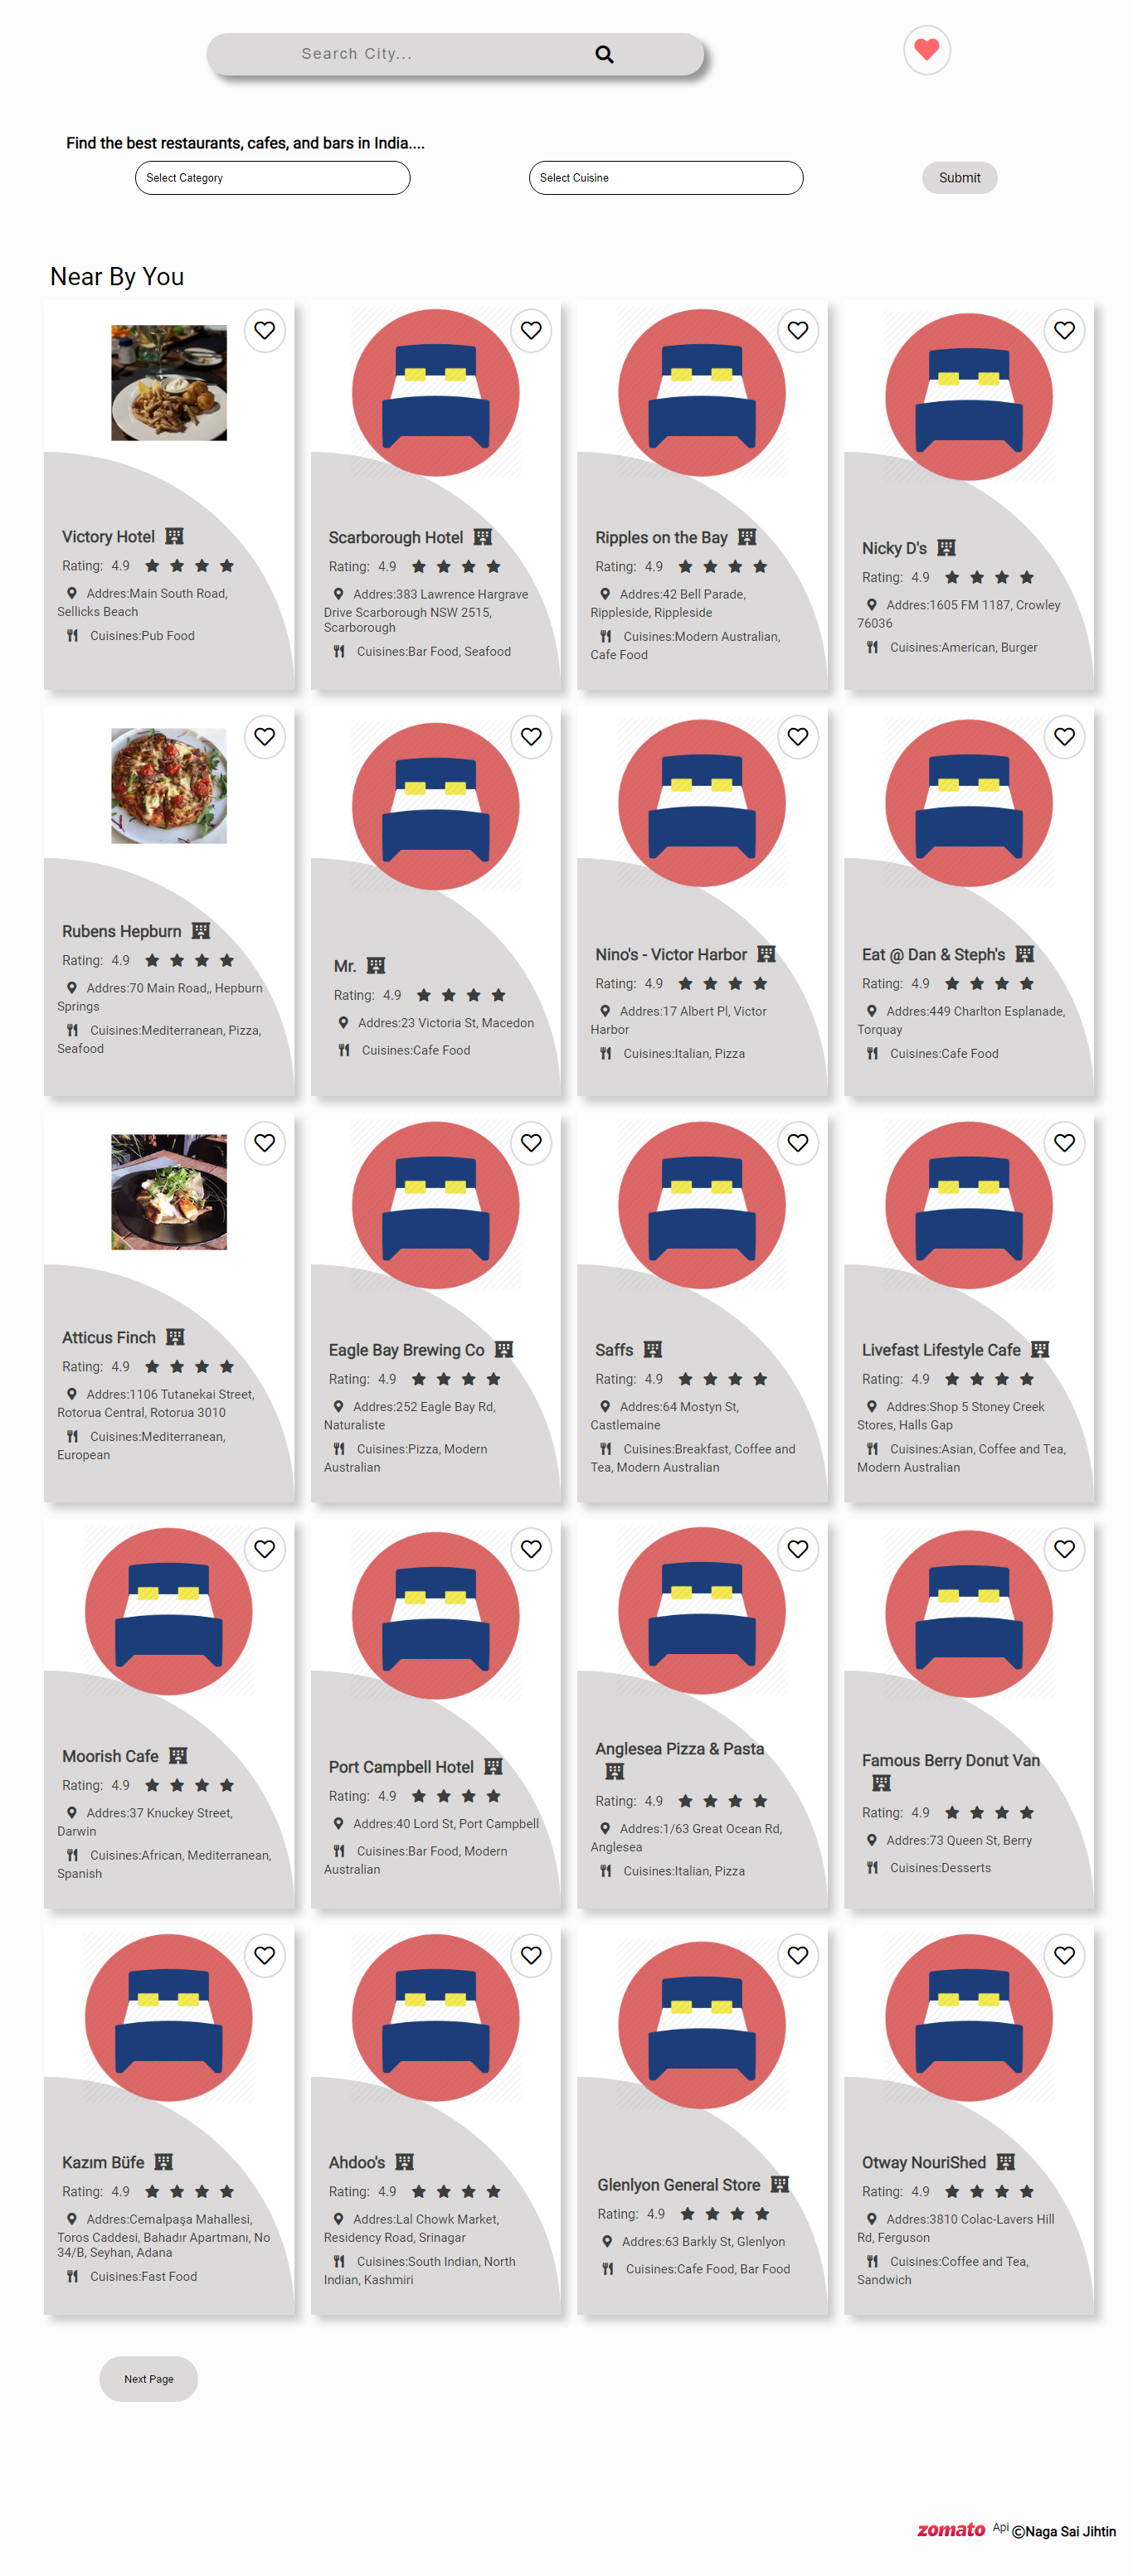 Search City...
Find the best restaurants, cafes, and bars in India....
Select Category
Select Cuisine
Submit
Near By You
Victory Hotel
Rating: 4.9
Addres:Main South Road,
Sellicks Beach
Cuisines:Pub Food
Scarborough Hotel
Rating: 4.9
Addres:383 Lawrence Hargrave
Drive Scarborough NSW 2515,
Scarborough
Cuisines:Bar Food, Seafood
Ripples on the Bay
Rating: 4.9
Addres:42 Bell Parade,
Rippleside, Rippleside
Cuisines:Modern Australian,
Cafe Food
Nicky D's
Rating: 4.9
Addres:1605 FM 1187, Crowley
76036
Cuisines:American, Burger
Rubens Hepburn
Rating: 4.9
Addres:70 Main Road,, Hepburn
Springs
Cuisines:Mediterranean, Pizza,
Seafood
Mr.
Rating: 4.9
Addres:23 Victoria St, Macedon
Cuisines:Cafe Food
Nino's - Victor Harbor
Rating: 4.9
Addres:17 Albert Pl, Victor
Harbor
Cuisines:Italian, Pizza
Eat @ Dan & Steph's
Rating: 4.9
Addres:449 Charlton Esplanade,
Torquay
Cuisines:Cafe Food
Atticus Finch
Rating: 4.9
Addres:1106 Tutanekai Street,
Rotorua Central, Rotorua 3010
Cuisines:Mediterranean,
European
Eagle Bay Brewing Co
Rating: 4.9
Addres:252 Eagle Bay Rd,
Naturaliste
Cuisines:Pizza, Modern
Australian
Saffs
Rating: 4.9
Addres:64 Mostyn St,
Castlemaine
Cuisines:Breakfast, Coffee and
Tea, Modern Australian
Livefast Lifestyle Cafe
Rating: 4.9
Addres:Shop 5 Stoney Creek
Stores, Halls Gap
Cuisines:Asian, Coffee and Tea,
Modern Australian
Moorish Cafe
Rating: 4.9
Addres:37 Knuckey Street,
Darwin
Cuisines:African, Mediterranean,
Spanish
Port Campbell Hotel
Rating: 4.9
Addres:40 Lord St, Port Campbell
Cuisines:Bar Food, Modern
Australian
Anglesea Pizza & Pasta
Rating: 4.9
Addres:1/63 Great Ocean Rd,
Anglesea
Cuisines:Italian, Pizza
Famous Berry Donut Van
Rating: 4.9
Addres:73 Queen St, Berry
Cuisines:Desserts
Kazım Büfe
Rating: 4.9
Addres:Cemalpaşa Mahallesi,
Toros Caddesi, Bahadır Apartmanı, No
34/B, Seyhan, Adana
Cuisines:Fast Food
Ahdoo's
Rating: 4.9
Addres:Lal Chowk Market,
Residency Road, Srinagar
Cuisines:South Indian, North
Indian, Kashmiri
Glenlyon General Store
Rating: 4.9
Addres:63 Barkly St, Glenlyon
Cuisines:Cafe Food, Bar Food
Otway NouriShed
Rating: 4.9
Addres:3810 Colac-Lavers Hill
Rd, Ferguson
Cuisines:Coffee and Tea,
Sandwich
Next Page
zomato Api ©Naga Sai Jihtin